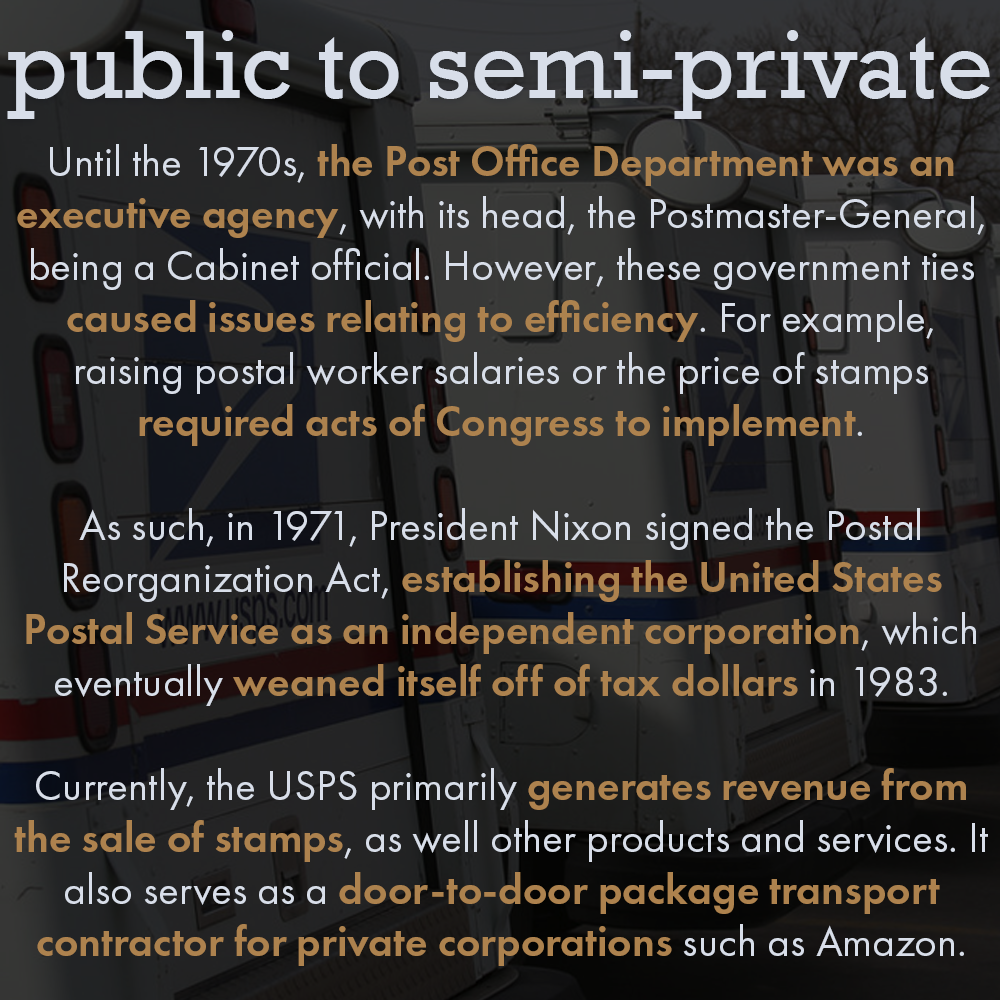 public to semi-private
Until the 1970s, the Post Office Department was an
executive agency, with its head, the Postmaster-General,
being a Cabinet official. However, these government ties
caused issues relating to efficiency. For example,
raising postal worker salaries or the price of stamps
required acts of Congress to implement.
As such, in 1971, President Nixon signed the Postal
Reorganization Act, establishing the United States
www.usps.com
Postal Service as an independent corporation, which
eventually weaned itself off of tax dollars in 1983.
Currently, the USPS primarily generates revenue from
the sale of stamps, as well other products and services. It
also serves as a door-to-door package transport
contractor for private corporations such as Amazon.